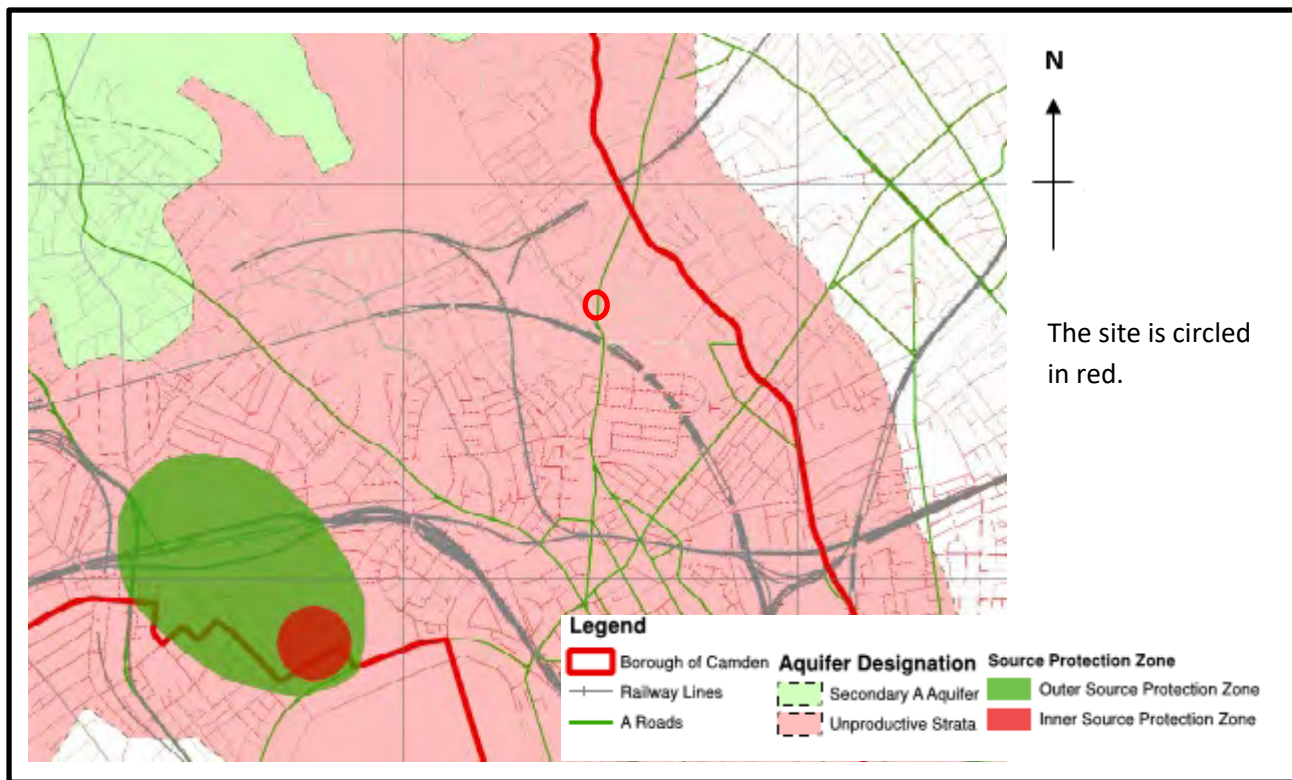 N
The site is circled
in red.
Legend
Borough of Camden
Railway Lines
A Roads
Aquifer Designation
Secondary A Aquifer
Unproductive Strata
Source Protection Zone
Outer Source Protection Zone
Inner Source Protection Zone